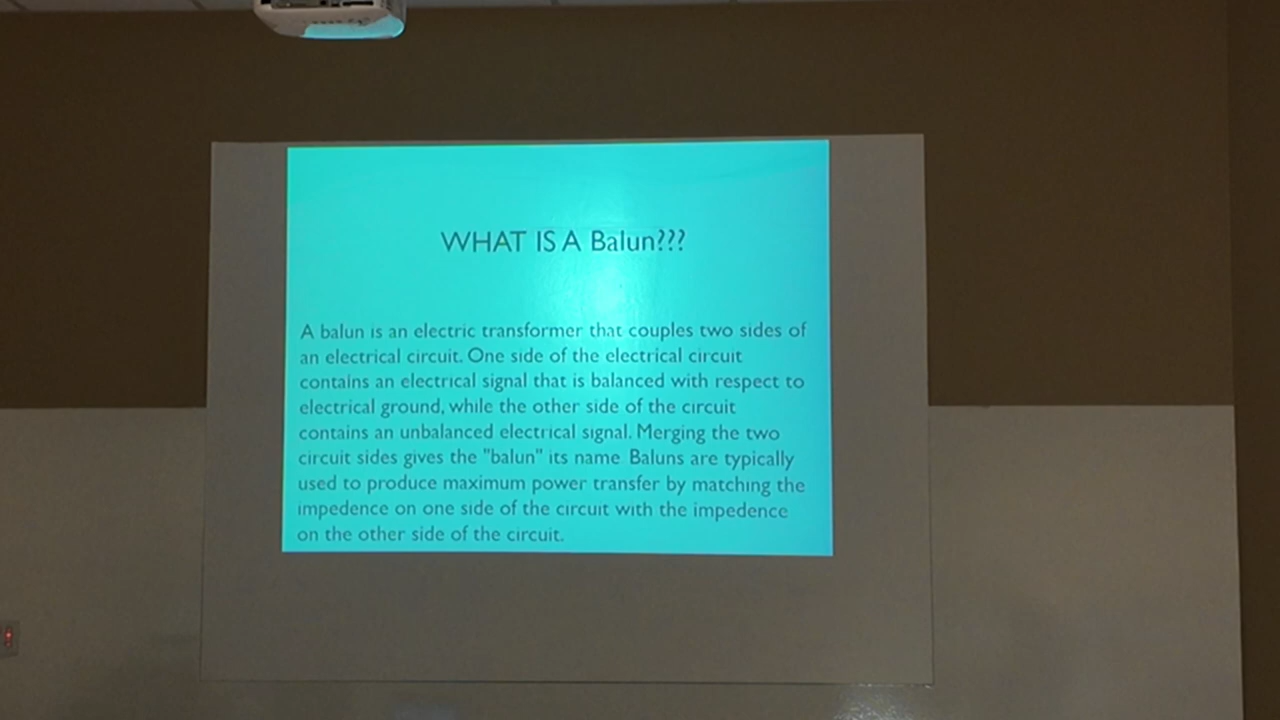 WHAT IS A Balun???
A balun is an electric transformer that couples two sides of
an electrical circuit. One side of the electrical circuit
contains an electrical signal that is balanced with respect to
electrical ground, while the other side of the circuit
contains an unbalanced electrical signal. Merging the two
circuit sides gives the "balun" its name Baluns are typically
used to produce maximum power transfer by matching the
impedence on one side of the circuit with the impedence
on the other side of the circuit.